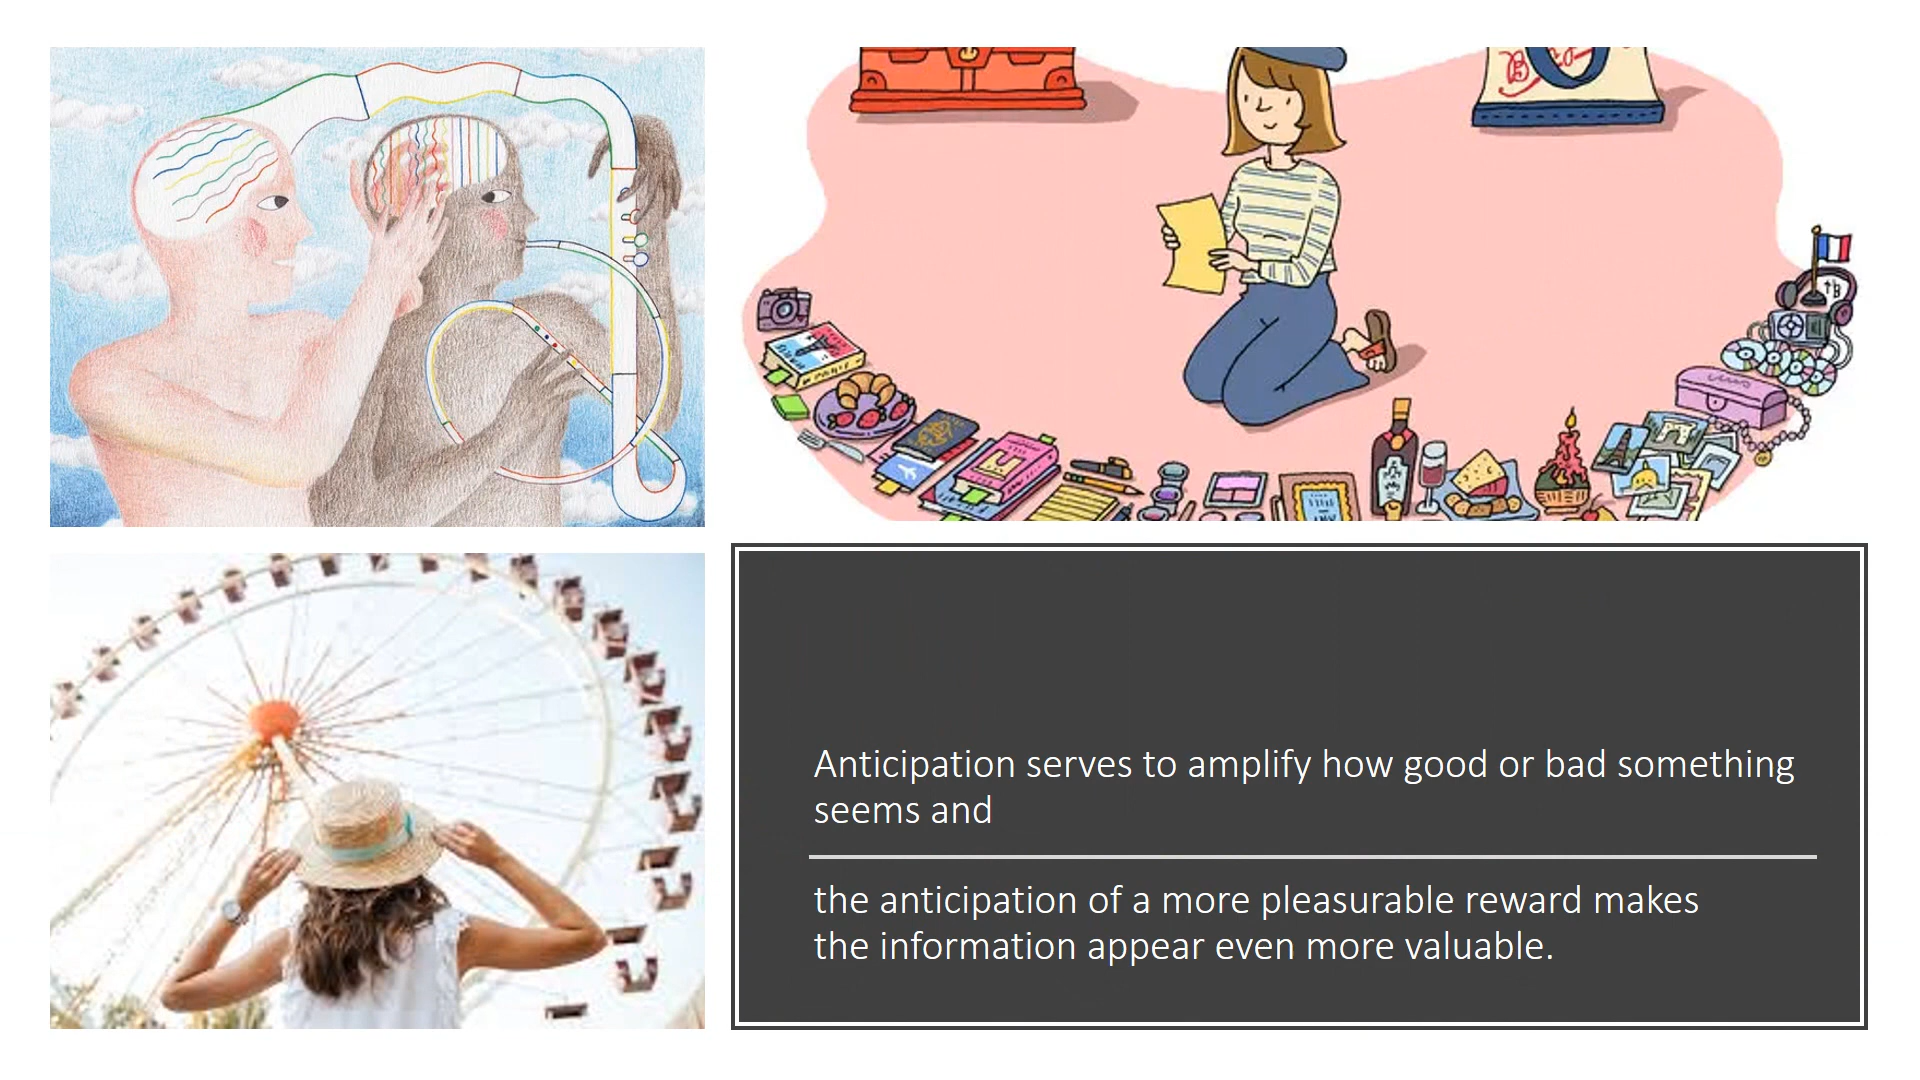 Anticipation serves to amplify how good or bad something
seems and
the anticipation of a more pleasurable reward makes
the information appear even more valuable.